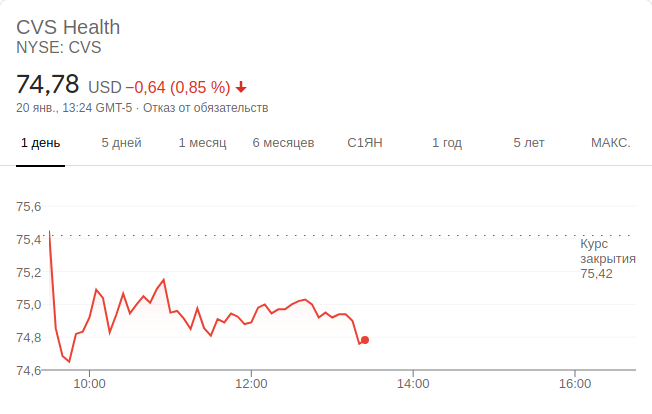 CVS Health
NYSE: CVS
74,78 USD −0,64 (0,85 %)
20 янв., 13:24 GMT-5 · Отказ от обязательств
1 день 5 дней 1 месяц 6 месяцев С1ЯН 1 год 5 лет МАКС.
75,6
75,4
Курс
закрытия
75,42
75,2
75,0
74,8
74,6
10:00 12:00 14:00 16:00